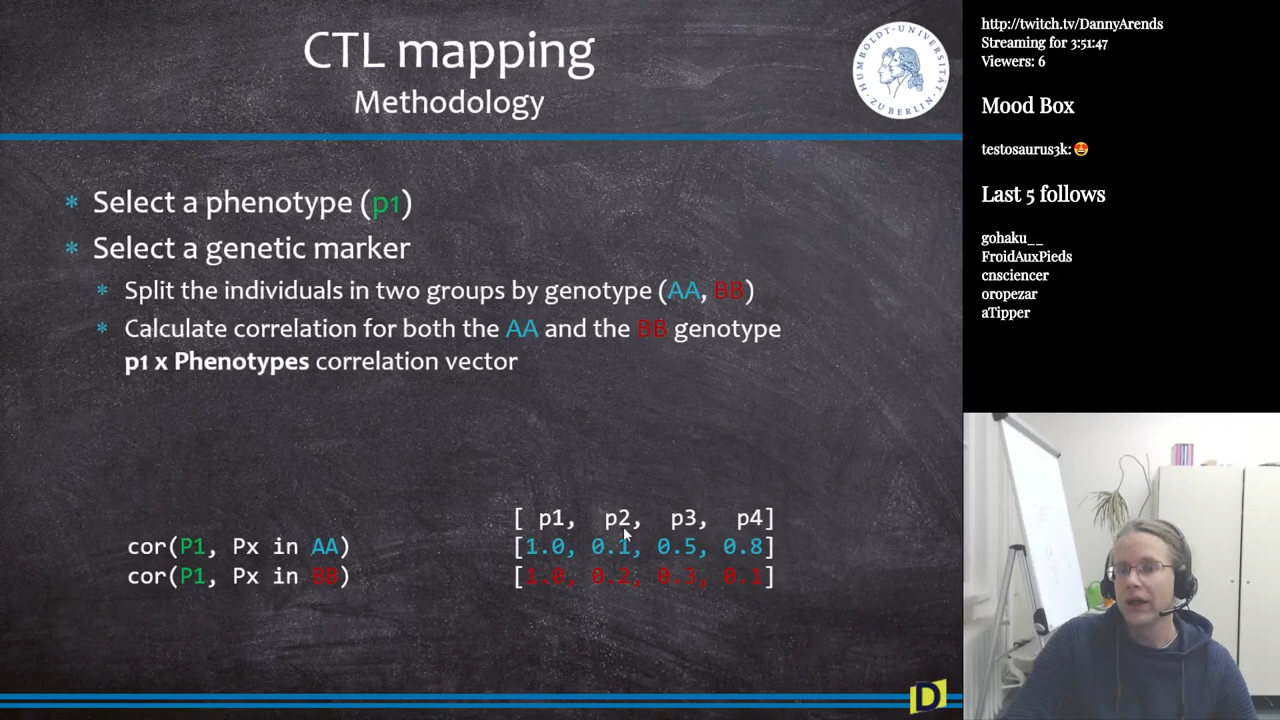 CTL mapping
Methodology
HUMBOLDT-UNIVERSITÄT ZU BERLIN
* Select a phenotype (p1)
* Select a genetic marker
* Split the individuals in two groups by genotype (AA, BB)
* Calculate correlation for both the AA and the BB genotype
p1 x Phenotypes correlation vector
[ p1, p2, p3, p4]
cor(P1, Px in AA) [1.0, 0.1, 0.5, 0.8]
cor(P1, Px in BB) [1.0, 0.2, 0.3, 0.1]
D
http://twitch.tv/DannyArends
Streaming for 3:51:47
Viewers: 6
Mood Box
testosaurus3k:🤩
Last 5 follows
gohaku__
FroidAuxPieds
cnsciencer
oropezar
aTipper